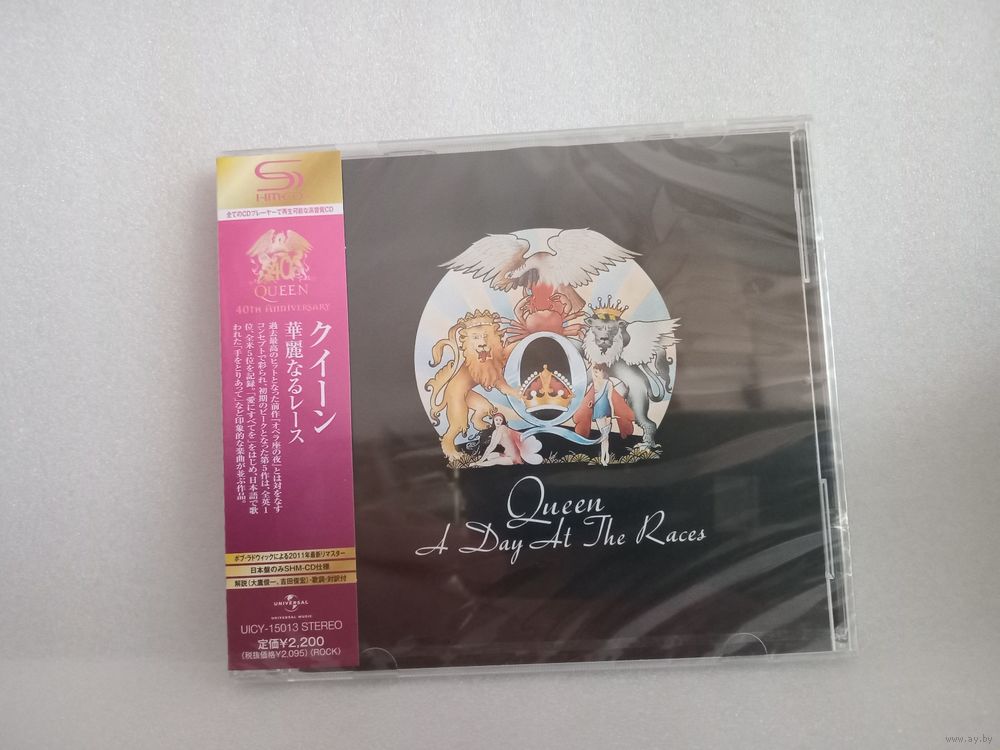 SHM-CD
全てのCDプレーヤーで再生可能な高音質CD
40
QUEEN
40TH ANNIVERSARY
クイーン
華麗なるレース
過去最高のヒットとなった前作「オペラ座の夜」とは対をなす
コンセプトで彩られ、初期のピークとなった第5作は、全英1
位、全米5位を記録。「愛にすべてを」をはじめ、日本語で歌
われた「手をとりあって」など印象的な楽曲が並ぶ作品。
ボブ・ラドウィックによる2011年最新リマスター
日本盤のみSHM-CD仕様
解説(大鷹俊一、吉田俊宏)・歌詞・対訳付
UNIVERSAL
UNIVERSAL MUSIC
UICY-15013 STEREO
定価¥2,200
(税抜価格¥2,095) (ROCK)
Queen
A Day At The Races
www.ay.by